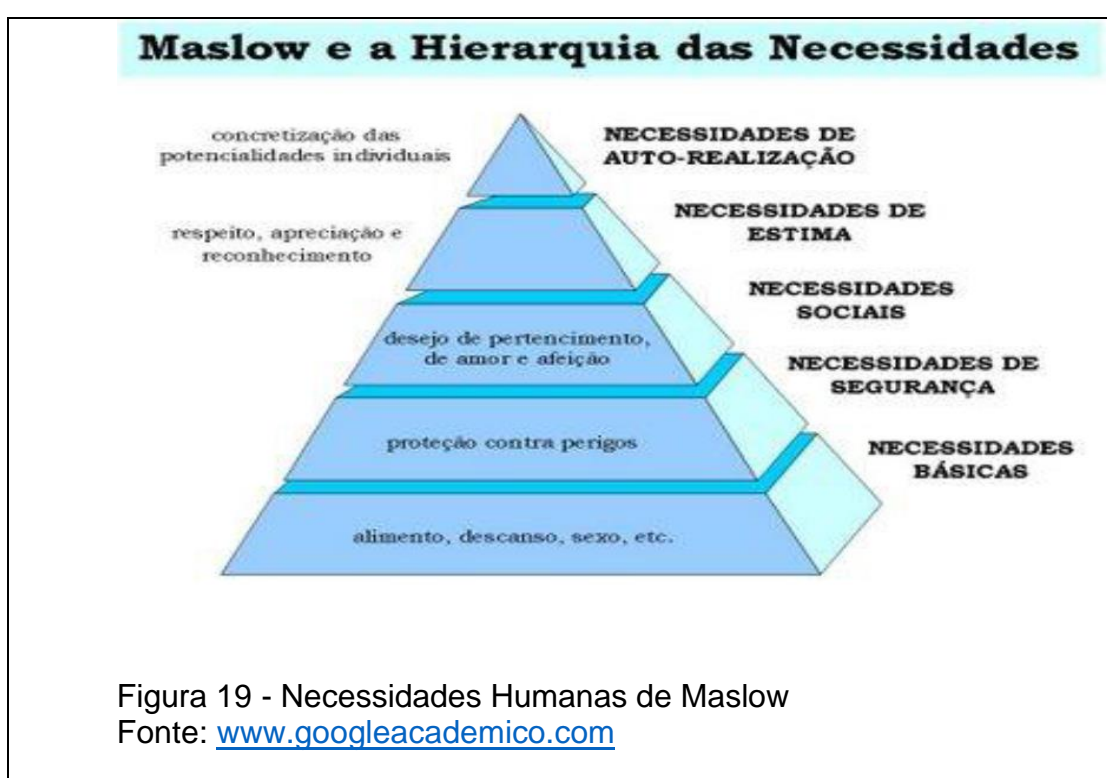 Maslow e a Hierarquia das Necessidades
concretização das
potencialidades individuais
NECESSIDADES DE
AUTO-REALIZAÇÃO
respeito, apreciação e
reconhecimento
NECESSIDADES DE
ESTIMA
desejo de pertencimento,
de amor e afeição
NECESSIDADES
SOCIAIS
proteção contra perigos
NECESSIDADES DE
SEGURANÇA
alimento, descanso, sexo, etc.
NECESSIDADES
BÁSICAS
Figura 19 - Necessidades Humanas de Maslow
Fonte: www.googleacademico.com